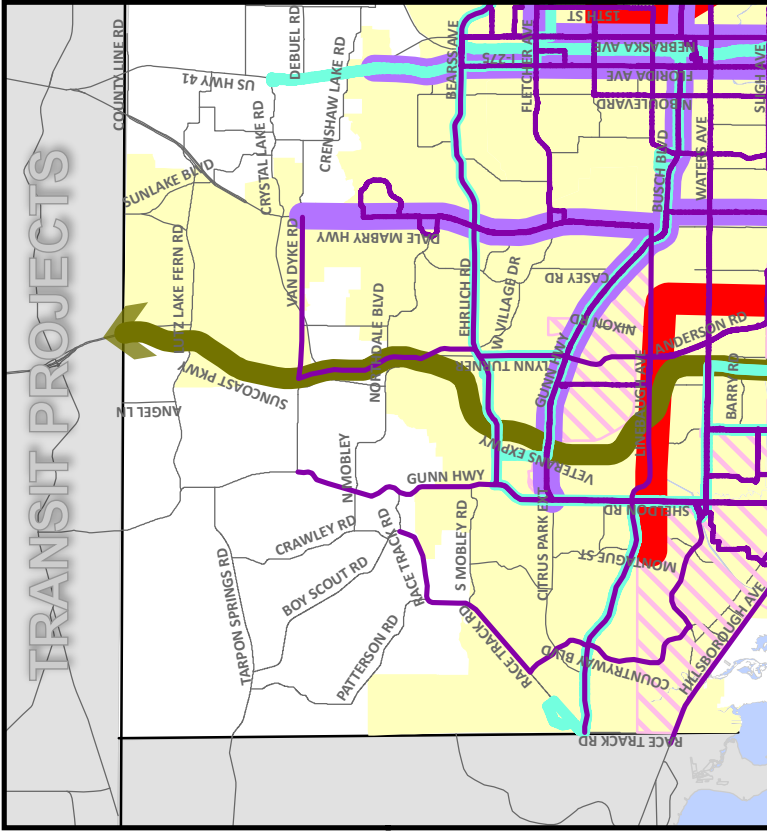 TRANSIT PROJECTS
COUNTY LINE RD
DEBUEL RD
BEARSS AVE
FLETCHER AVE
15TH ST
NEBRASKA AVE
I-275
FLORIDA AVE
N BOULEVARD
SLIGH AVE
US HWY 41
CRENSHAW LAKE RD
CRYSTAL LAKE RD
SUNLAKE BLVD
BUSCH BLVD
WATERS AVE
VAN DYKE RD
DALE MABRY HWY
LUTZ LAKE FERN RD
EHRLICH RD
W VILLAGE DR
CASEY RD
NORTHDALE BLVD
NIXON RD
ANDERSON RD
LYNN TURNER
GUNN HWY
SUNCOAST PKWY
BARRY RD
LINEBAUGH AVE
ANGEL LN
VETERANS EXPWY
N MOBLEY
GUNN HWY
SHELDON RD
CITRUS PARK EXT
S MOBLEY RD
CRAWLEY RD
RACE TRACK RD
MONTAGUE ST
TARPON SPRINGS RD
BOY SCOUT RD
PATTERSON RD
RACE TRACK RD
COUNTRYWAY BLVD
HILLSBOROUGH AVE
RACE TRACK RD